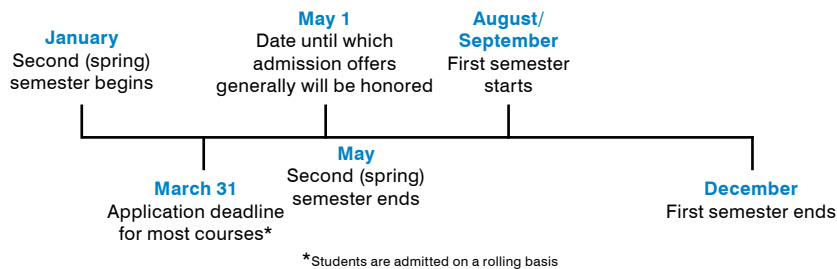 January
Second (spring)
semester begins
May 1
Date until which
admission offers
generally will be honored
August/
September
First semester
starts
March 31
Application deadline
for most courses*
May
Second (spring)
semester ends
December
First semester ends
*Students are admitted on a rolling basis